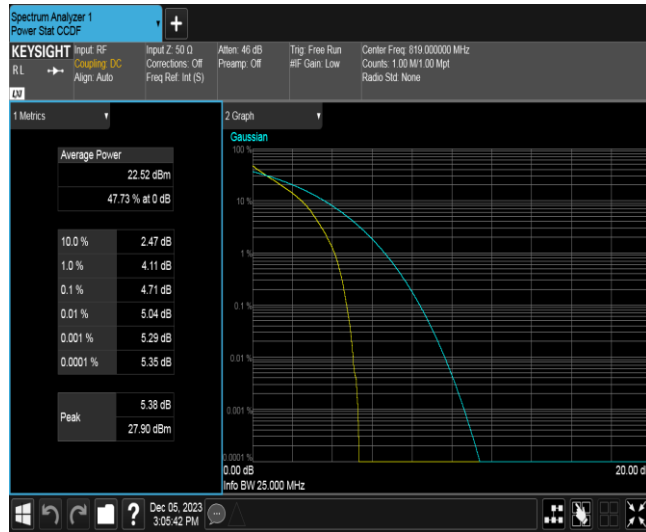 Spectrum Analyzer 1
Power Stat CCDF
+
KEYSIGHT
RL
LXI
Input: RF
Coupling: DC
Align: Auto
Input Z: 50 Ω
Corrections: Off
Freq Ref: Int (S)
Atten: 46 dB
Preamp: Off
Trig: Free Run
#IF Gain: Low
Center Freq: 819.000000 MHz
Counts: 1.00 M/1.00 Mpt
Radio Std: None
1 Metrics
Average Power
22.52 dBm
47.73 % at 0 dB
10.0 % 2.47 dB
1.0 % 4.11 dB
0.1 % 4.71 dB
0.01 % 5.04 dB
0.001 % 5.29 dB
0.0001 % 5.35 dB
Peak
5.38 dB
27.90 dBm
2 Graph
Gaussian
100 %
10 %
1 %
0.1 %
0.01 %
0.001 %
0.0001 %
0.00 dB
20.00 d
Info BW 25.000 MHz
?
Dec 05, 2023
3:05:42 PM